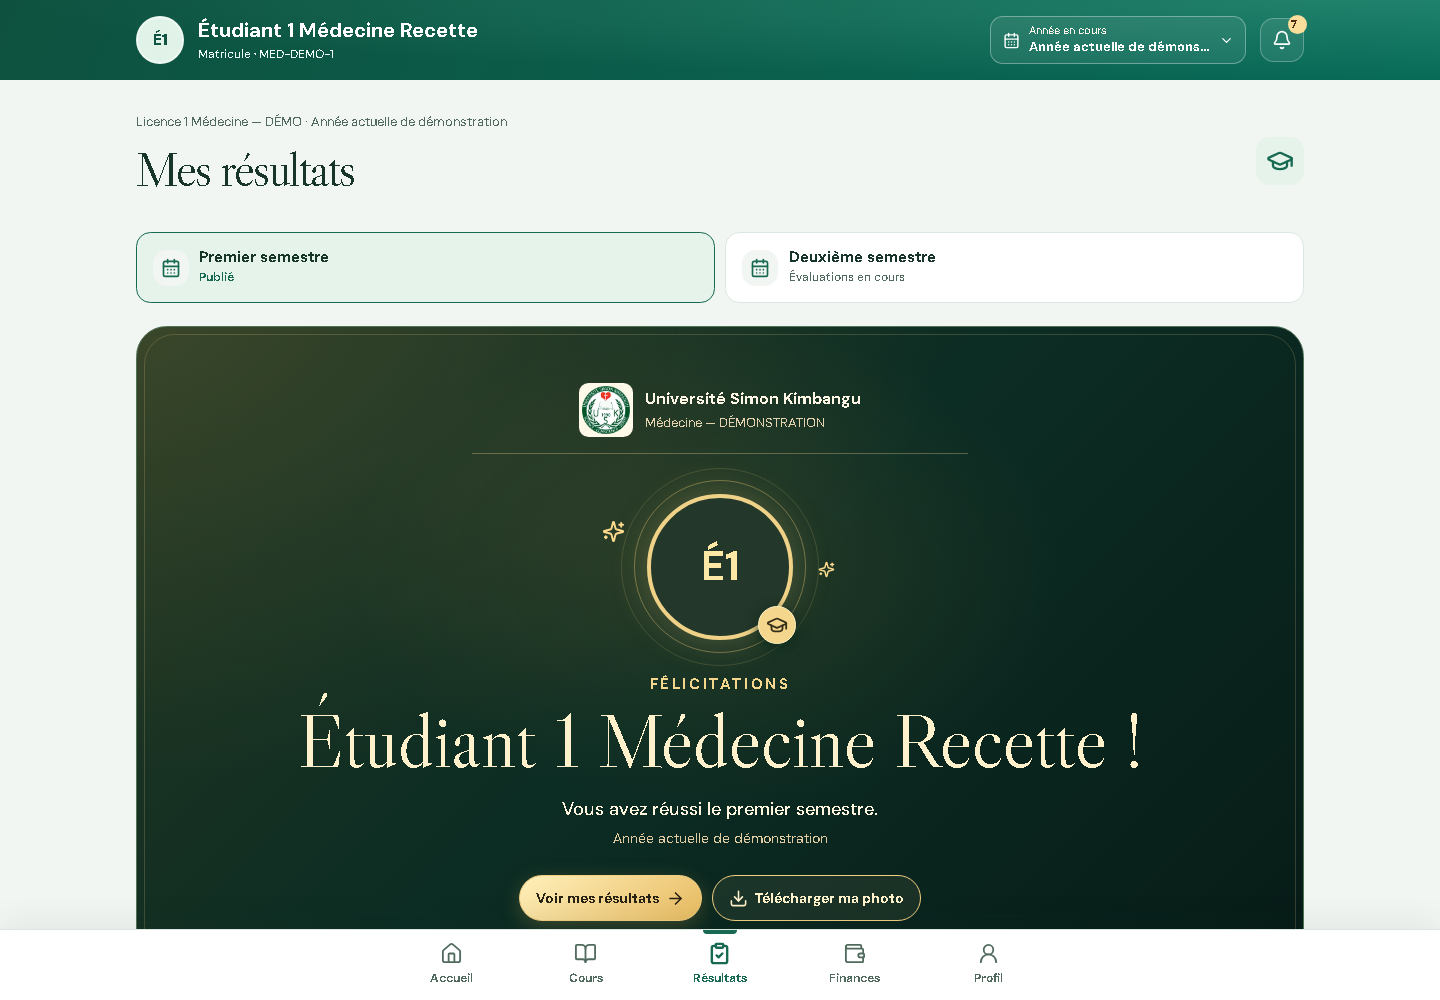 É1
Étudiant 1 Médecine Recette
Matricule · MED-DEMO-1
Année en cours
Année actuelle de démons...
7
Licence 1 Médecine — DÉMO · Année actuelle de démonstration
Mes résultats
Premier semestre
Publié
Deuxième semestre
Évaluations en cours
Université Simon Kimbangu
Médecine — DÉMONSTRATION
É1
FÉLICITATIONS
Étudiant 1 Médecine Recette !
Vous avez réussi le premier semestre.
Année actuelle de démonstration
Voir mes résultats
Télécharger ma photo
Accueil
Cours
Résultats
Finances
Profil